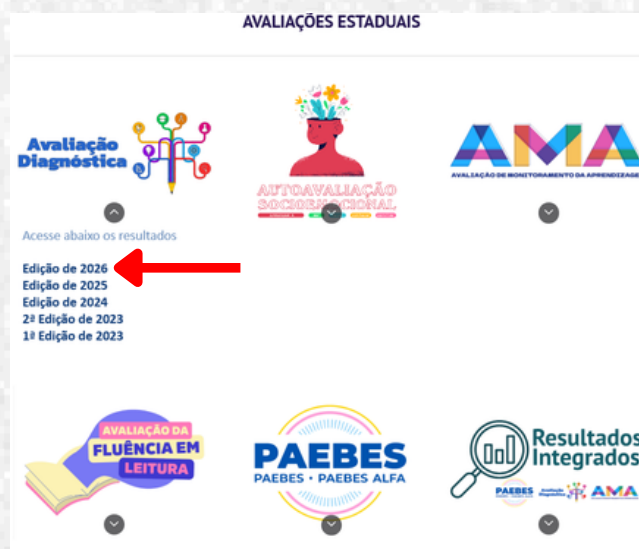 AVALIAÇÕES ESTADUAIS
Avaliação
Diagnóstica
AUTOAVALIAÇÃO
SOCIOEMOCIONAL
AMA
AVALIAÇÃO DE MONITORAMENTO DA APRENDIZAGE
Acesse abaixo os resultados
Edição de 2026
Edição de 2025
Edição de 2024
2ª Edição de 2023
1ª Edição de 2023
AVALIAÇÃO DA
FLUÊNCIA EM
LEITURA
PAEBES
PAEBES • PAEBES ALFA
Resultados
Integrados
PAEBES
AMA